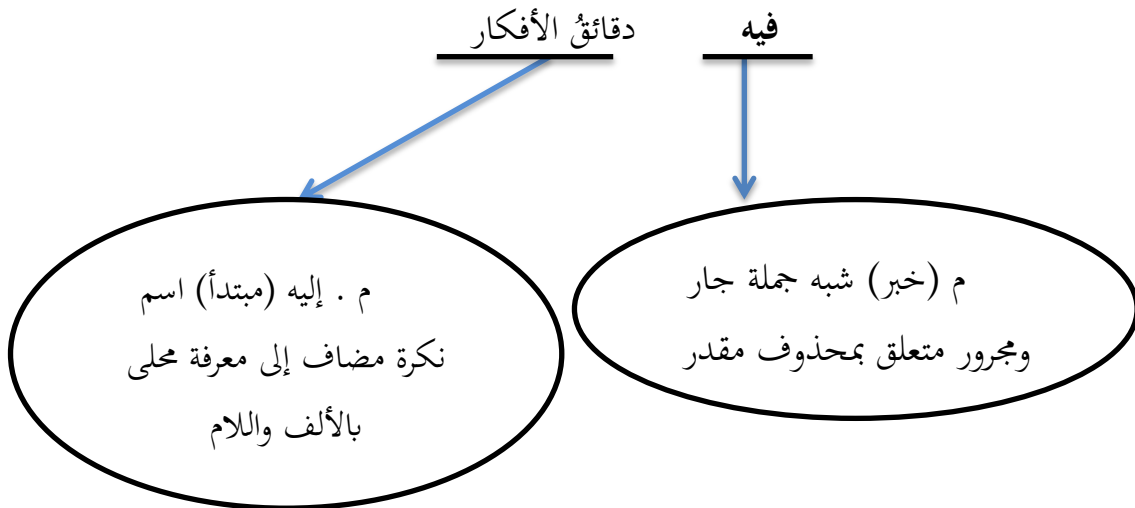 فيه دقائقُ الأفكار
م (خبر) شبه جملة جار
ومجرور متعلق بمحذوف مقدر
م . إليه (مبتدأ) اسم
نكرة مضاف إلى معرفة محلى
بالألف واللام